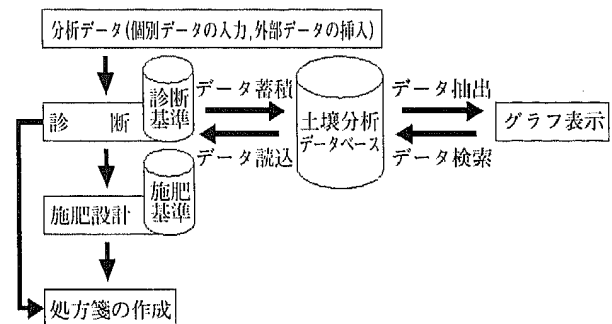 分析データ(個別データの入力,外部データの挿入)
診断
診断
基準
データ蓄積
データ読込
土壌分析
データベース
データ抽出
データ検索
グラフ表示
施肥設計
施肥
基準
処方箋の作成